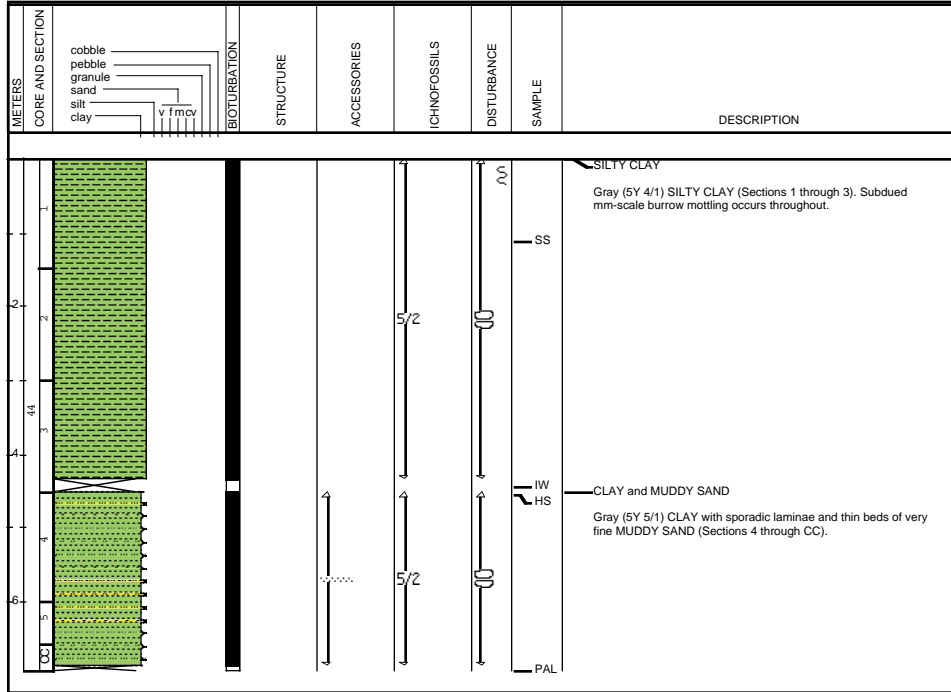 METERS
CORE AND SECTION
cobble
pebble
granule
sand
silt
v f m c v
clay
BIOTURBATION
STRUCTURE
ACCESSORIES
ICHNOFOSSILS
DISTURBANCE
SAMPLE
DESCRIPTION
SILTY CLAY
Gray (5Y 4/1) SILTY CLAY (Sections 1 through 3). Subdued
mm-scale burrow mottling occurs throughout.
1
SS
2
2
5/2
44
3
4
IW
HS
CLAY and MUDDY SAND
Gray (5Y 5/1) CLAY with sporadic laminae and thin beds of very
fine MUDDY SAND (Sections 4 through CC).
4
5/2
6
5
CC
PAL